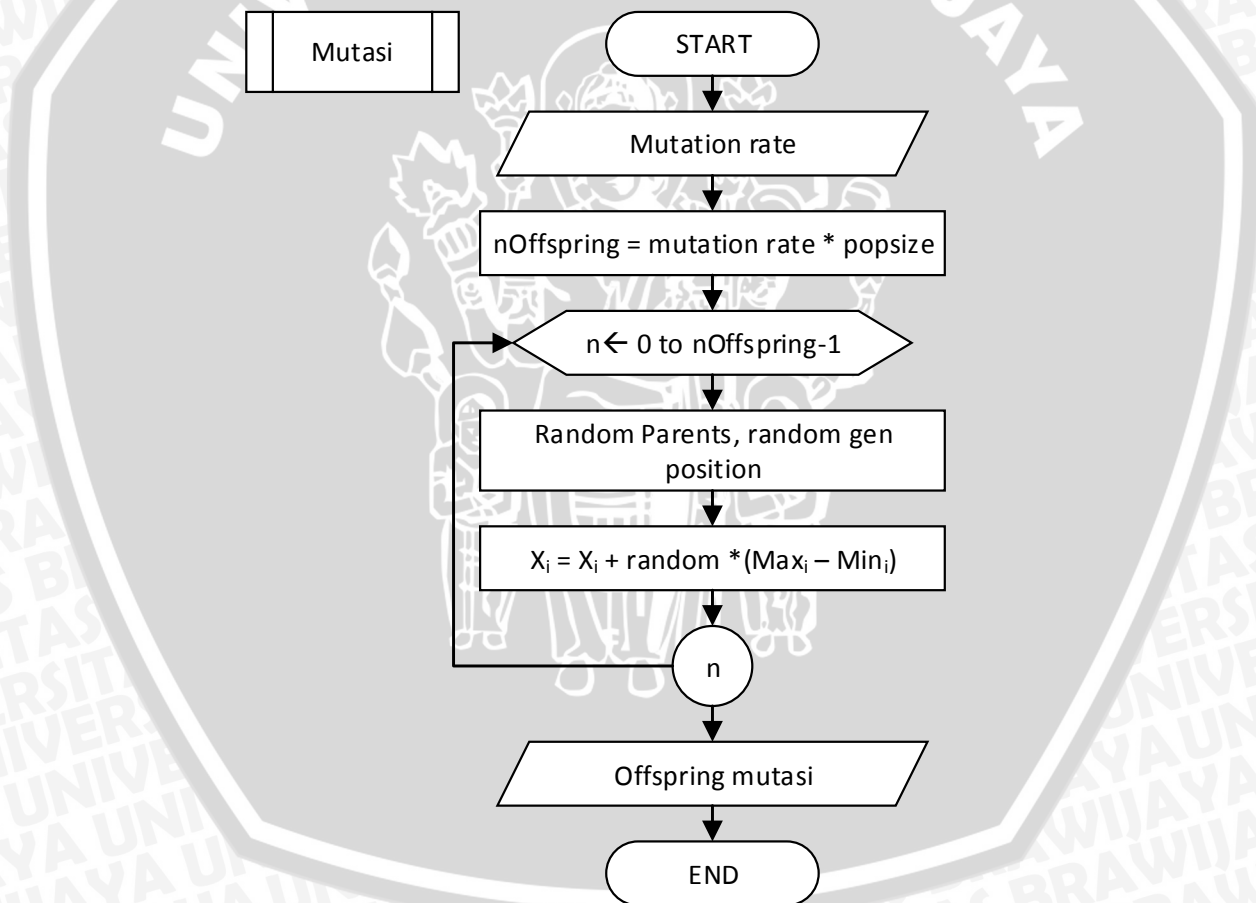 Mutasi
START
Mutation rate
nOffspring = mutation rate * popsize
n← 0 to nOffspring-1
Random Parents, random gen
position
Xᵢ = Xᵢ + random *(Maxᵢ – Minᵢ)
n
Offspring mutasi
END